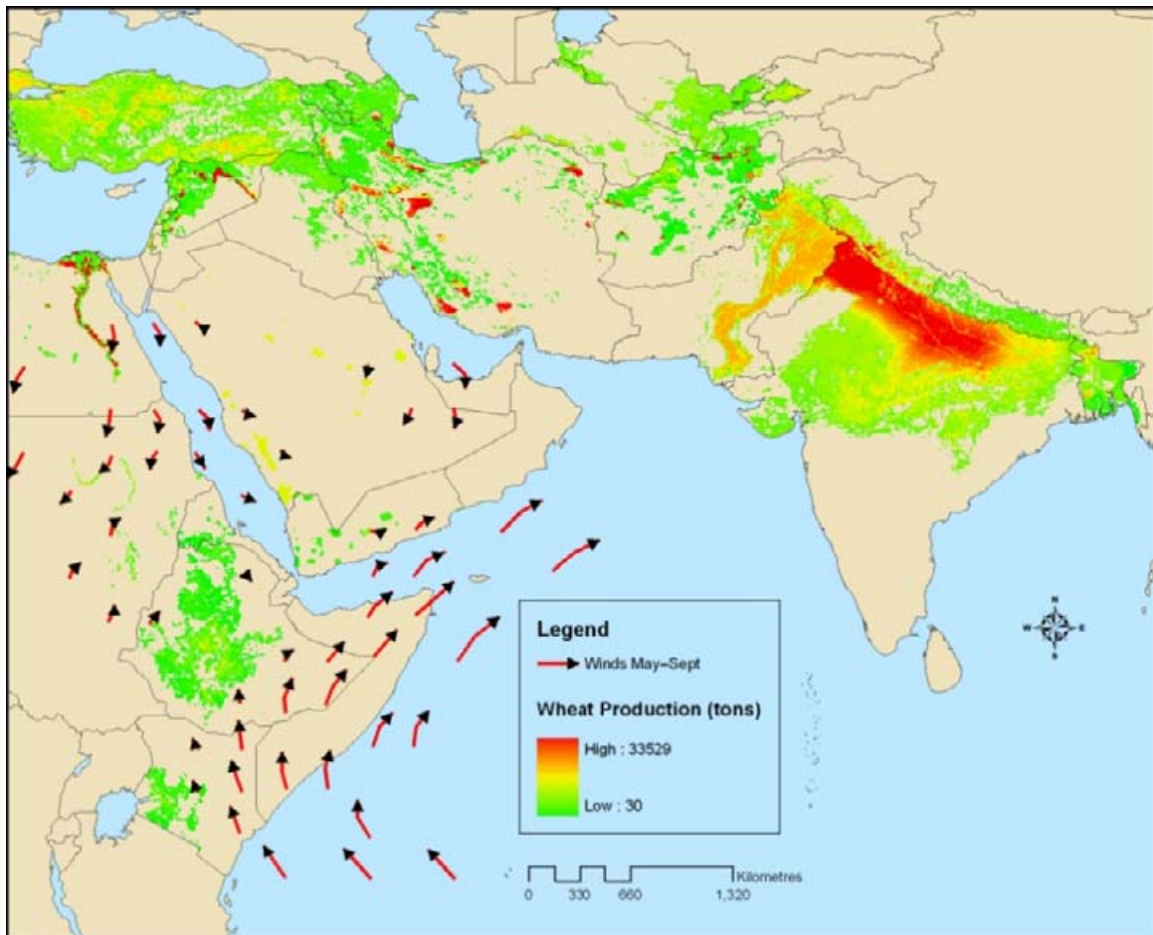 Legend
Winds May-Sept
Wheat Production (tons)
High : 33529
Low : 30
N
W E
S
Kilometres
0 330 660 1,320